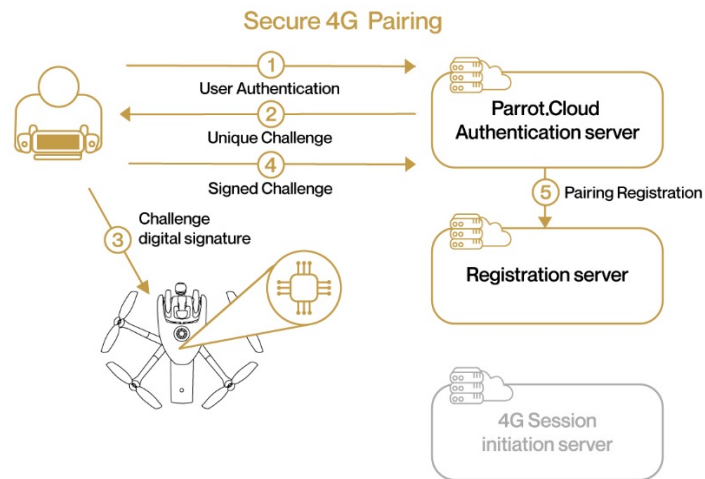 Secure 4G Pairing
1
User Authentication
2
Unique Challenge
4
Signed Challenge
3
Challenge
digital signature
Parrot.Cloud
Authentication server
5
Pairing Registration
Registration server
4G Session
initiation server